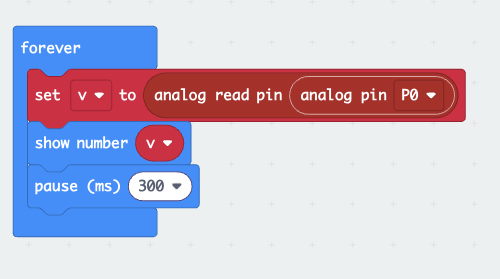 forever
set v to analog read pin analog pin P0
show number v
pause (ms) 300